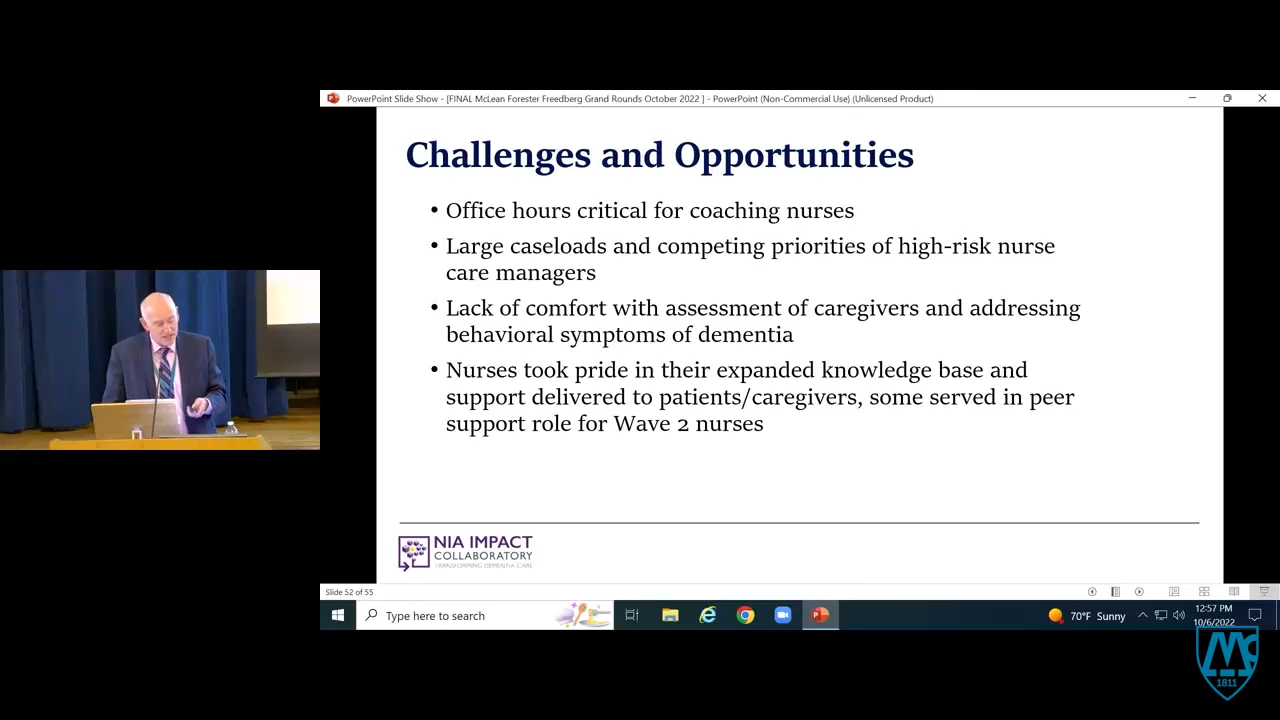 PowerPoint Slide Show - [FINAL McLean Forester Freedberg Grand Rounds October 2022 ] - PowerPoint (Non-Commercial Use) (Unlicensed Product)
Challenges and Opportunities
• Office hours critical for coaching nurses
• Large caseloads and competing priorities of high-risk nurse
care managers
• Lack of comfort with assessment of caregivers and addressing
behavioral symptoms of dementia
• Nurses took pride in their expanded knowledge base and
support delivered to patients/caregivers, some served in peer
support role for Wave 2 nurses
NIA IMPACT
COLLABORATORY
TRANSFORMING DEMENTIA CARE
Slide 52 of 55
Type here to search
70°F Sunny
12:57 PM
10/6/2022
Mc
1811